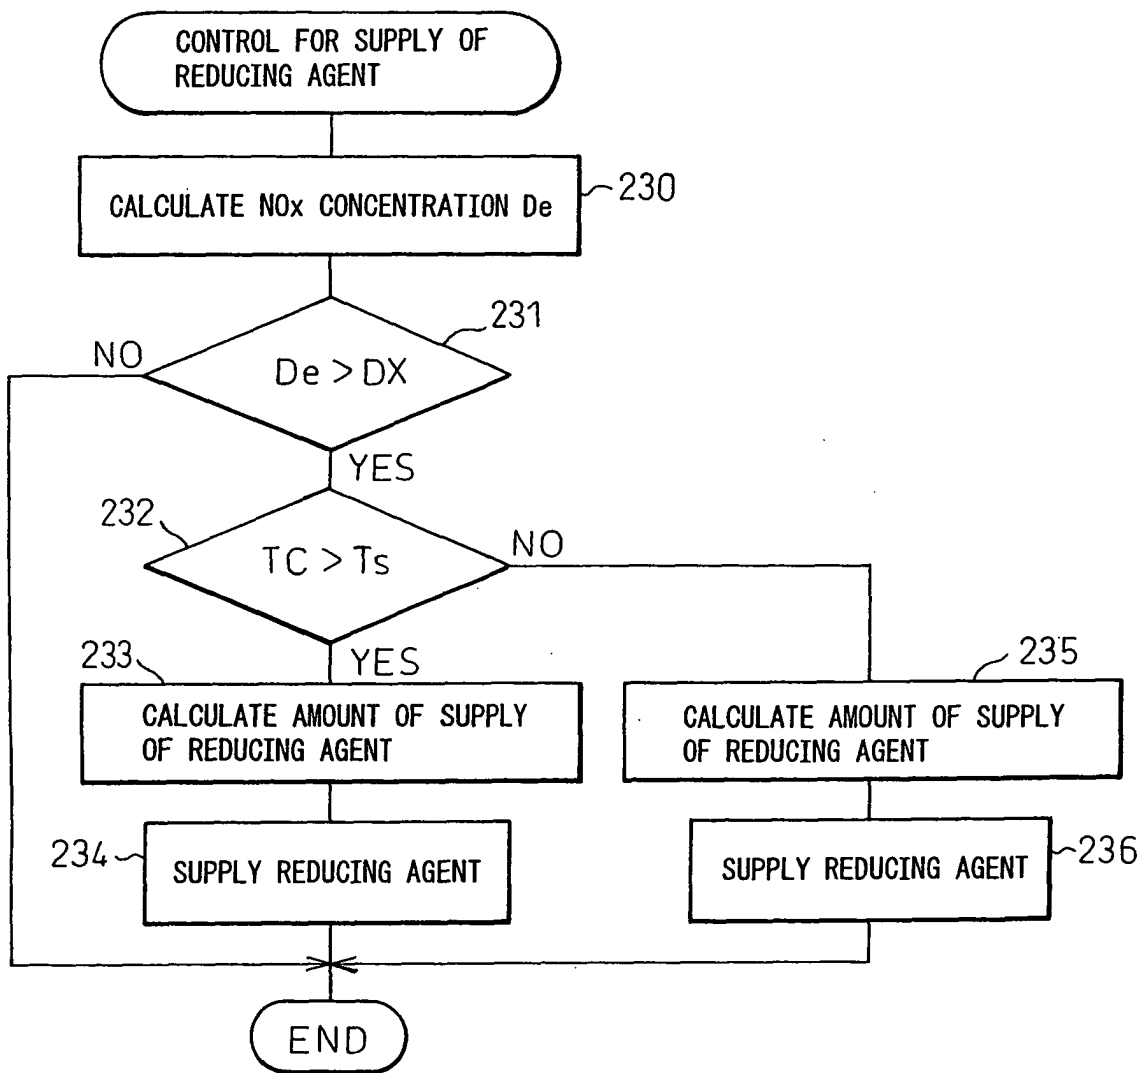 CONTROL FOR SUPPLY OF
REDUCING AGENT
CALCULATE NOx CONCENTRATION De
230
231
NO
De > DX
YES
232
TC > Ts
NO
YES
233
CALCULATE AMOUNT OF SUPPLY
OF REDUCING AGENT
235
CALCULATE AMOUNT OF SUPPLY
OF REDUCING AGENT
234
SUPPLY REDUCING AGENT
SUPPLY REDUCING AGENT
236
END